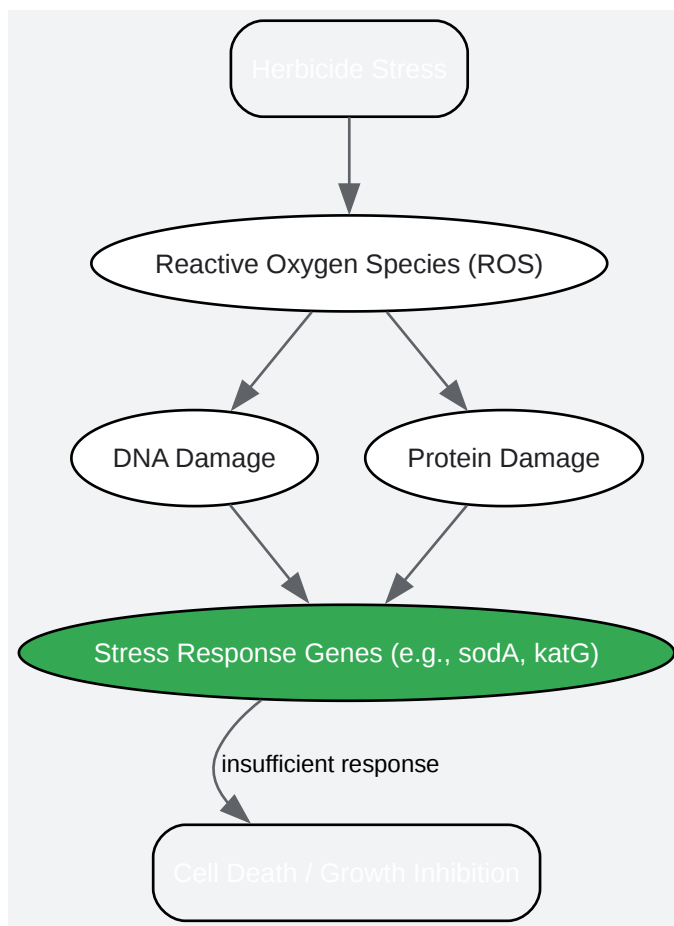 Herbicide Stress
Reactive Oxygen Species (ROS)
DNA Damage
Protein Damage
Stress Response Genes (e.g., sodA, katG)
insufficient response
Cell Death / Growth Inhibition